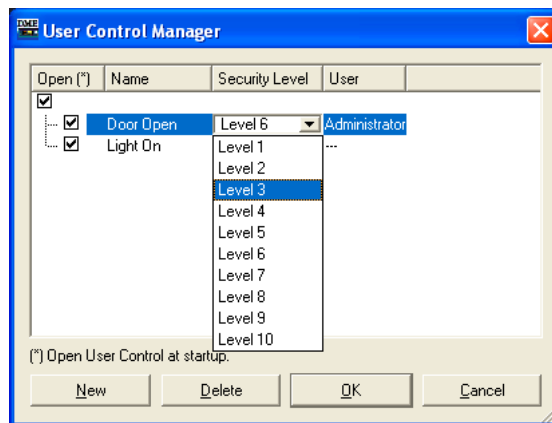 DME User Control Manager
Open (*) Name Security Level User
Door Open Level 6 Administrator
Light On ---
Level 1
Level 2
Level 3
Level 4
Level 5
Level 6
Level 7
Level 8
Level 9
Level 10
(*) Open User Control at startup.
New Delete OK Cancel